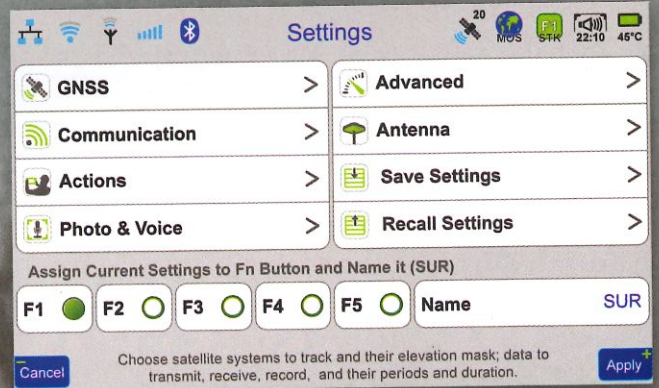 Settings
20
MOS
F1
STK
22:10
45°C
GNSS
Advanced
Communication
Antenna
Actions
Save Settings
Photo & Voice
Recall Settings
Assign Current Settings to Fn Button and Name it (SUR)
F1 F2 F3 F4 F5 Name SUR
Cancel
Choose satellite systems to track and their elevation mask; data to
transmit, receive, record, and their periods and duration.
Apply